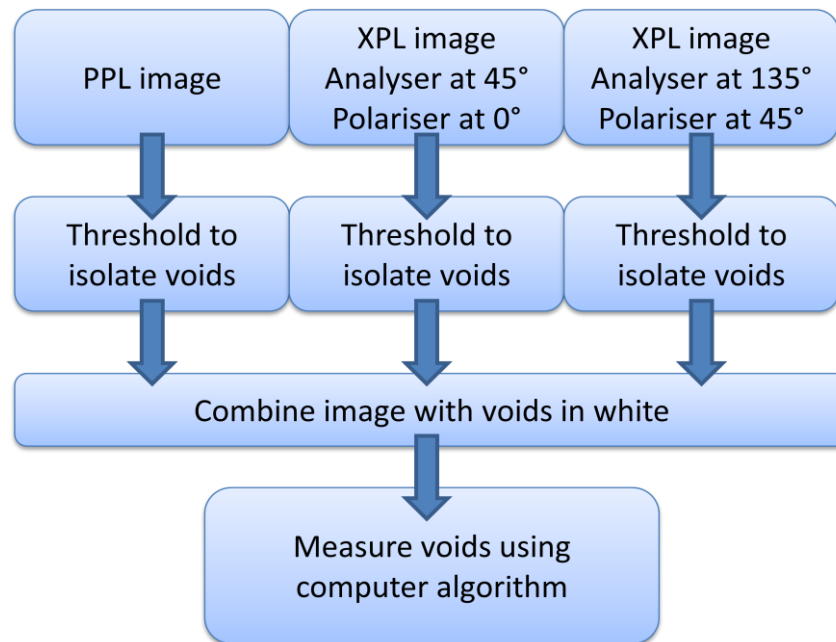 PPL image
XPL image
Analyser at 45°
Polariser at 0°
XPL image
Analyser at 135°
Polariser at 45°
Threshold to
isolate voids
Threshold to
isolate voids
Threshold to
isolate voids
Combine image with voids in white
Measure voids using
computer algorithm